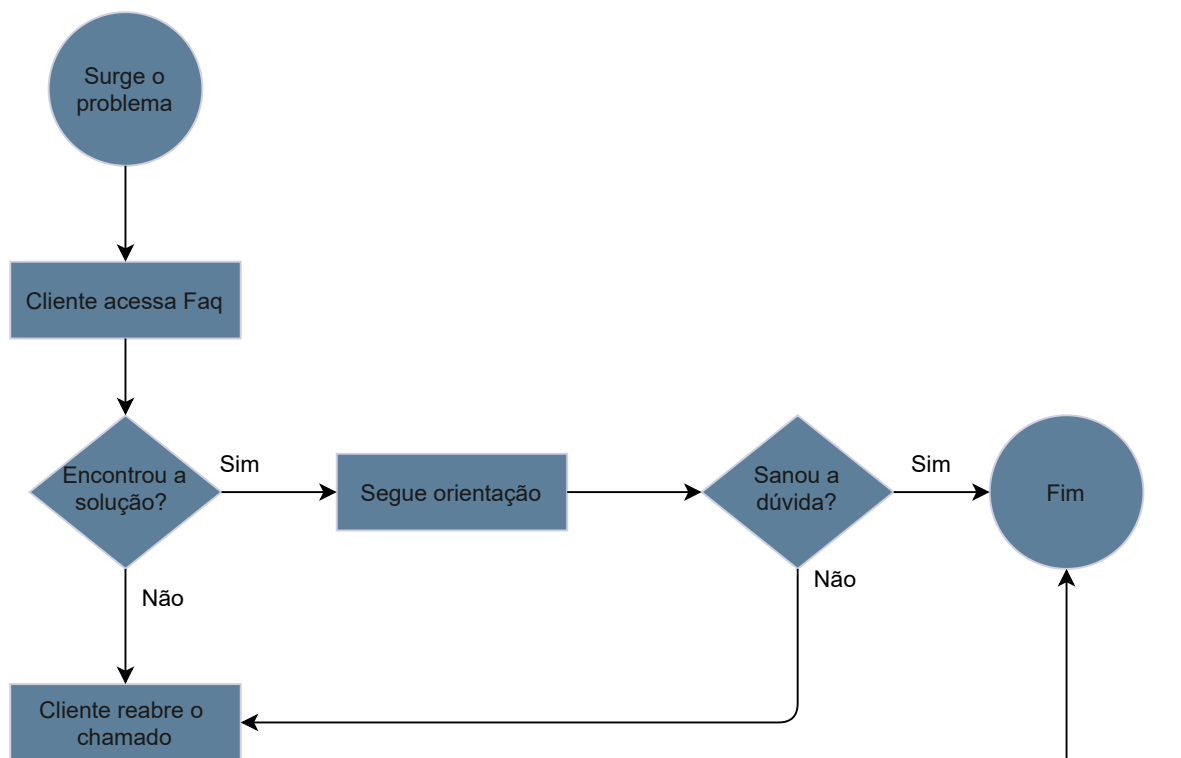 Surge o
problema
Cliente acessa Faq
Encontrou a
solução?
Sim
Segue orientação
Sanou a
dúvida?
Sim
Fim
Não
Não
Cliente reabre o
chamado